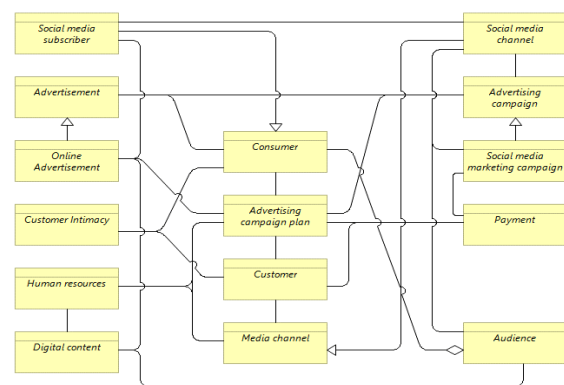 Social media
subscriber
Social media
channel
Advertisement
Advertising
campaign
Online
Advertisement
Consumer
Social media
marketing campaign
Customer Intimacy
Advertising
campaign plan
Payment
Human resources
Customer
Digital content
Media channel
Audience